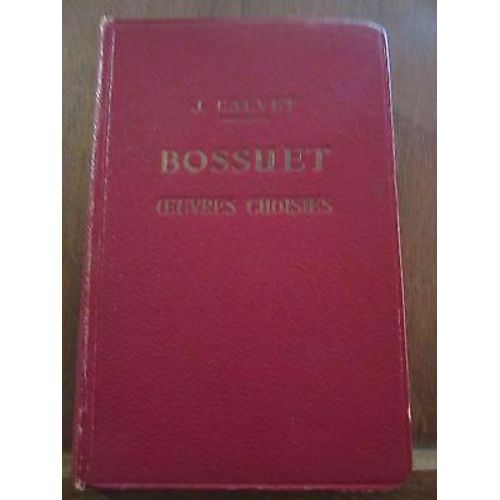 J. CALVET
BOSSUET
ŒUVRES CHOISIES